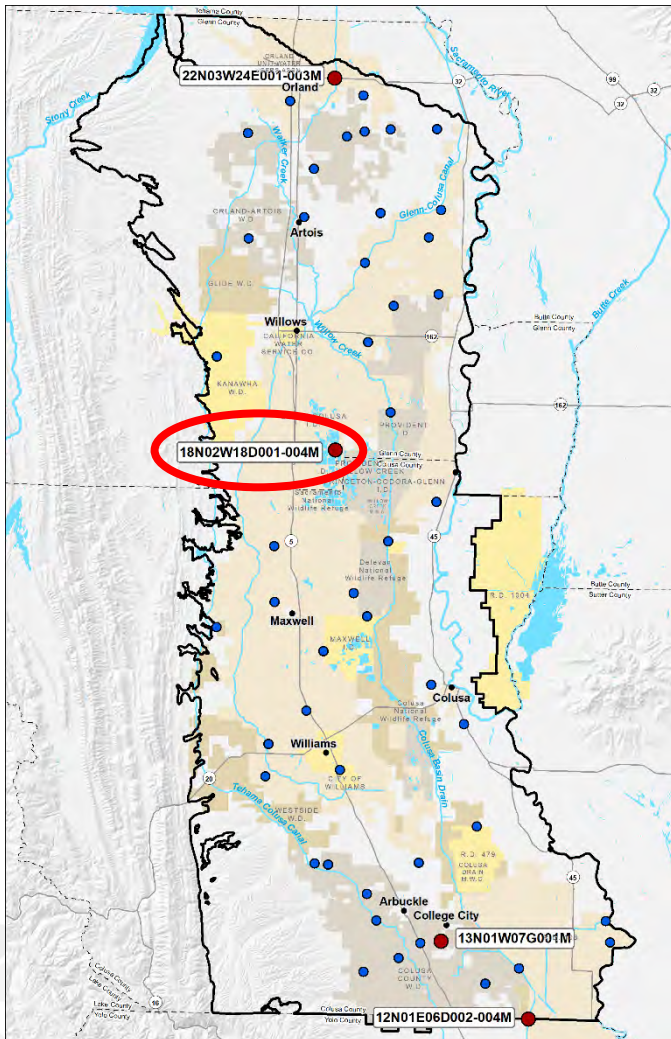 Tehama County
Glenn County
ORLAND
UNIT WATER
22N03W24E001-003M
Orland
32
99
32
32
Sacramento River
Stony Creek
Walker Creek
Glenn-Colusa Canal
ORLAND-ARTOIS
W.D.
Artois
GLIDE W.D.
Butte Creek
Willows
CALIFORNIA
WATER
SERVICE CO
Willow Creek
162
Butte County
Glenn County
KANAWHA
W.D.
162
PROVIDENT
18N02W18D001-004M
Glenn County
Colusa County
I.D.
Sacramento
National
Wildlife Refuge
45
5
Delevan
National
Wildlife Refuge
Butte County
Sutter County
R.D. 1004
Maxwell
MAXWELL
I.D.
Colusa
Colusa
National
Wildlife Refuge
Williams
CITY OF
WILLIAMS
20
Colusa Basin Drain
Tehama Colusa Canal
WESTSIDE
W.D.
R.D. 479
COLUSA
DRAIN
M.W.C.
45
Arbuckle
College City
13N01W07G001M
COLUSA
COUNTY
W.D.
Colusa County
Lake County
Lake County
Yolo County
16
Colusa County
Yolo County
12N01E06D002-004M